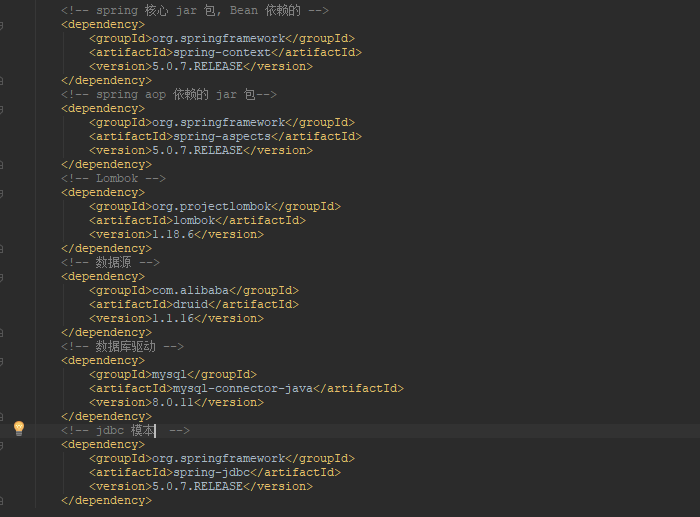 <!-- spring 核心 jar 包, Bean 依赖的 -->
<dependency>
<groupId>org.springframework</groupId>
<artifactId>spring-context</artifactId>
<version>5.0.7.RELEASE</version>
</dependency>
<!-- spring aop 依赖的 jar 包-->
<dependency>
<groupId>org.springframework</groupId>
<artifactId>spring-aspects</artifactId>
<version>5.0.7.RELEASE</version>
</dependency>
<!-- Lombok -->
<dependency>
<groupId>org.projectlombok</groupId>
<artifactId>lombok</artifactId>
<version>1.18.6</version>
</dependency>
<!-- 数据源 -->
<dependency>
<groupId>com.alibaba</groupId>
<artifactId>druid</artifactId>
<version>1.1.16</version>
</dependency>
<!-- 数据库驱动 -->
<dependency>
<groupId>mysql</groupId>
<artifactId>mysql-connector-java</artifactId>
<version>8.0.11</version>
</dependency>
<!-- jdbc 模本 -->
<dependency>
<groupId>org.springframework</groupId>
<artifactId>spring-jdbc</artifactId>
<version>5.0.7.RELEASE</version>
</dependency>